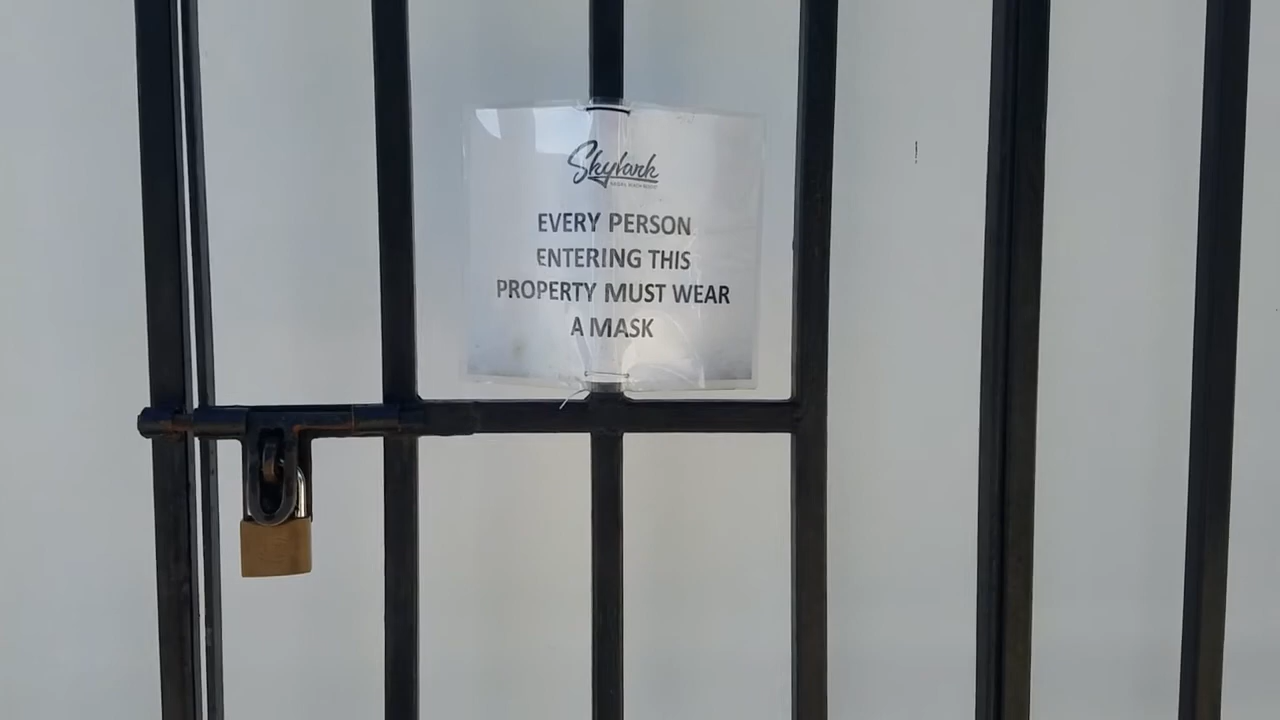 Skylark
EVERY PERSON
ENTERING THIS
PROPERTY MUST WEAR
A MASK